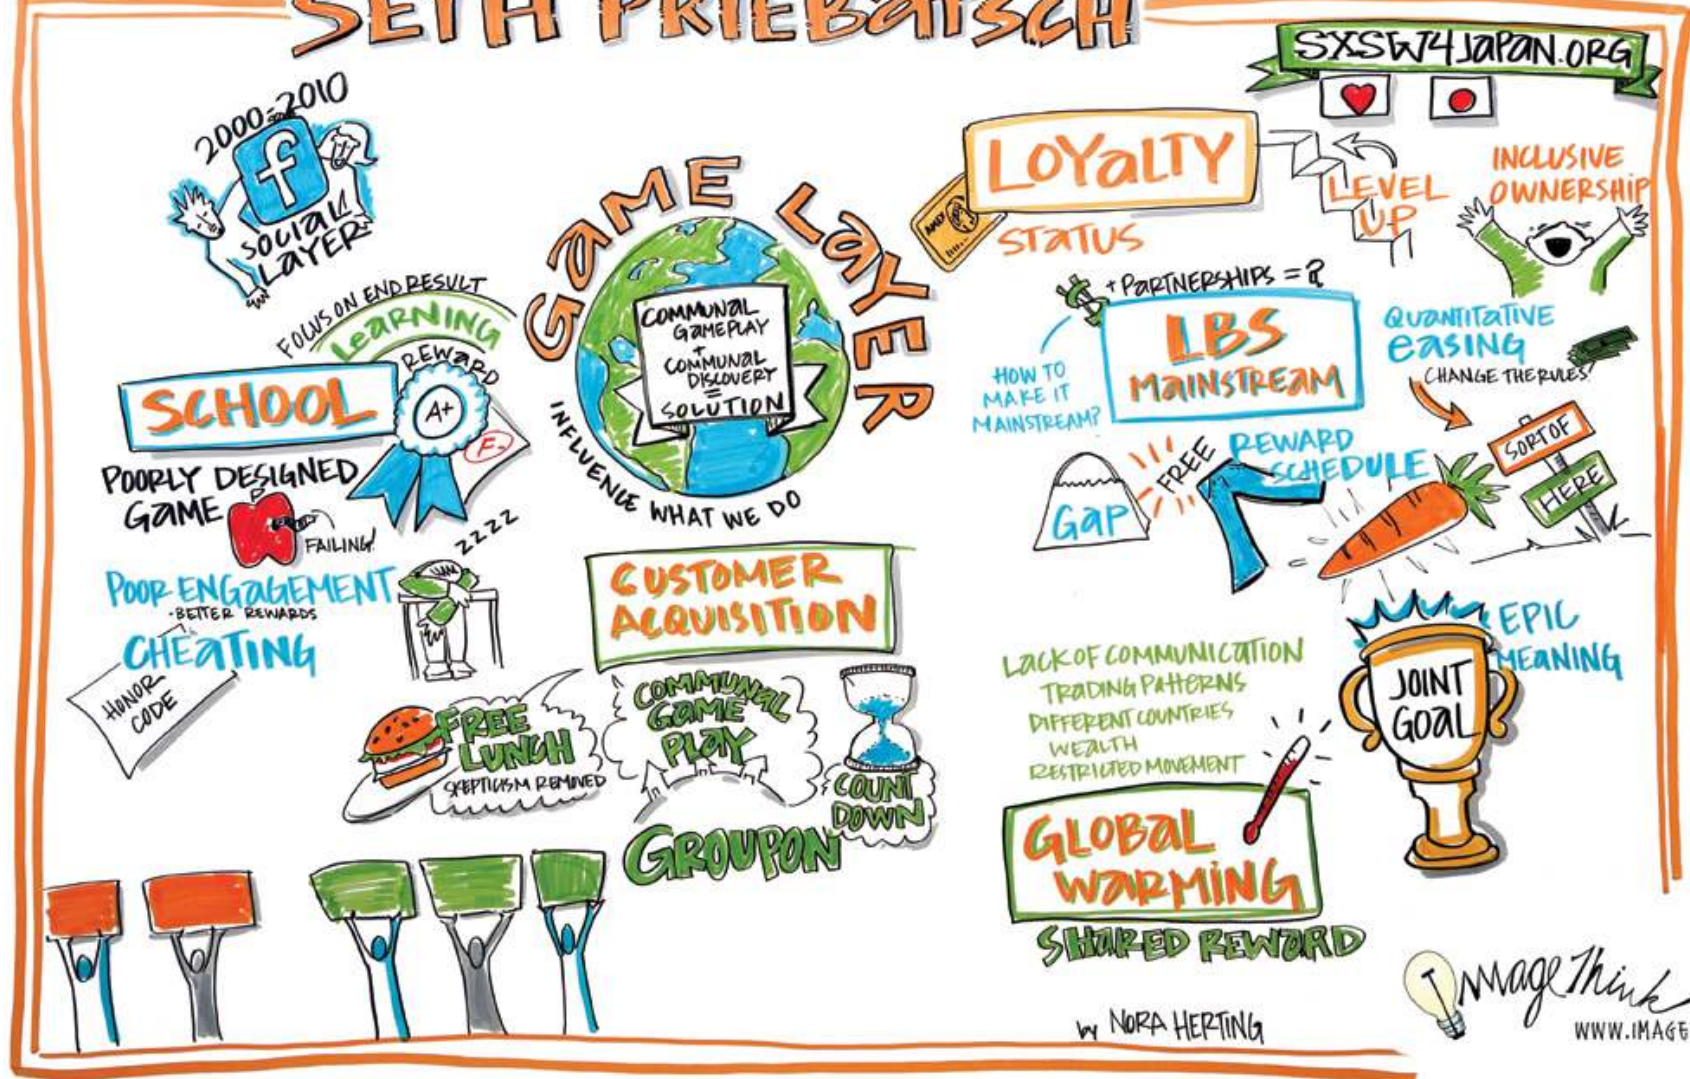 SETH PRIEBATSCH
SXSW4JAPAN.ORG
2000-2010
f
SOCIAL
LAYER
GAME LAYER
COMMUNAL
GAMEPLAY
+
COMMUNAL
DISCOVERY
=
SOLUTION
INFLUENCE WHAT WE DO
LOYALTY
AMEX
STATUS
LEVEL
UP
INCLUSIVE
OWNERSHIP
FOCUS ON END RESULT
LEARNING
REWARD
A+
F-
SCHOOL
POORLY DESIGNED
GAME
FAILING!
ZZZZ
POOR ENGAGEMENT
-BETTER REWARDS
CHEATING
HONOR
CODE
+ PARTNERSHIPS = ?
LBS
MAINSTREAM
HOW TO
MAKE IT
MAINSTREAM?
QUANTITATIVE
EASING
CHANGE THE RULES!
SORT OF
HERE
GAP
FREE
REWARD
SCHEDULE
CUSTOMER
ACQUISITION
FREE
LUNCH
SKEPTICISM REMOVED
COMMUNAL
GAME
PLAY
COUNT
DOWN
GROUPON
LACK OF COMMUNICATION
TRADING PATTERNS
DIFFERENT COUNTRIES
WEALTH
RESTRICTED MOVEMENT
GLOBAL
WARMING
SHARED REWARD
EPIC
MEANING
JOINT
GOAL
by NORA HERTING
ImageThink
WWW.IMAGE